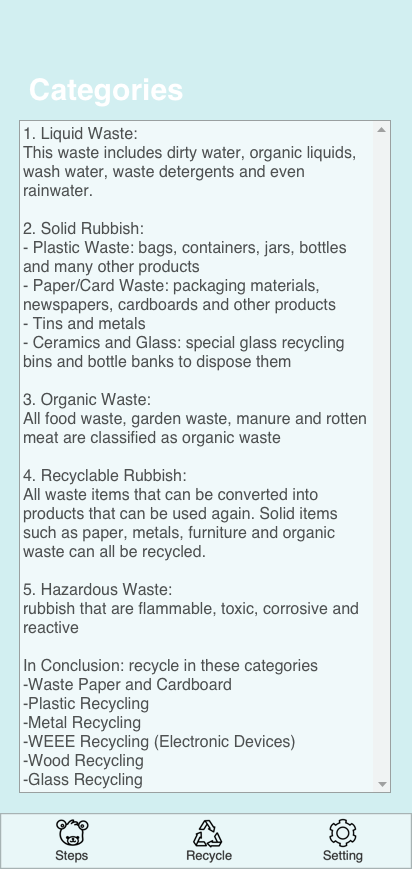 Categories
1. Liquid Waste:
This waste includes dirty water, organic liquids,
wash water, waste detergents and even
rainwater.
2. Solid Rubbish:
- Plastic Waste: bags, containers, jars, bottles
and many other products
- Paper/Card Waste: packaging materials,
newspapers, cardboards and other products
- Tins and metals
- Ceramics and Glass: special glass recycling
bins and bottle banks to dispose them
3. Organic Waste:
All food waste, garden waste, manure and rotten
meat are classified as organic waste
4. Recyclable Rubbish:
All waste items that can be converted into
products that can be used again. Solid items
such as paper, metals, furniture and organic
waste can all be recycled.
5. Hazardous Waste:
rubbish that are flammable, toxic, corrosive and
reactive
In Conclusion: recycle in these categories
-Waste Paper and Cardboard
-Plastic Recycling
-Metal Recycling
-WEEE Recycling (Electronic Devices)
-Wood Recycling
-Glass Recycling
Steps
Recycle
Setting